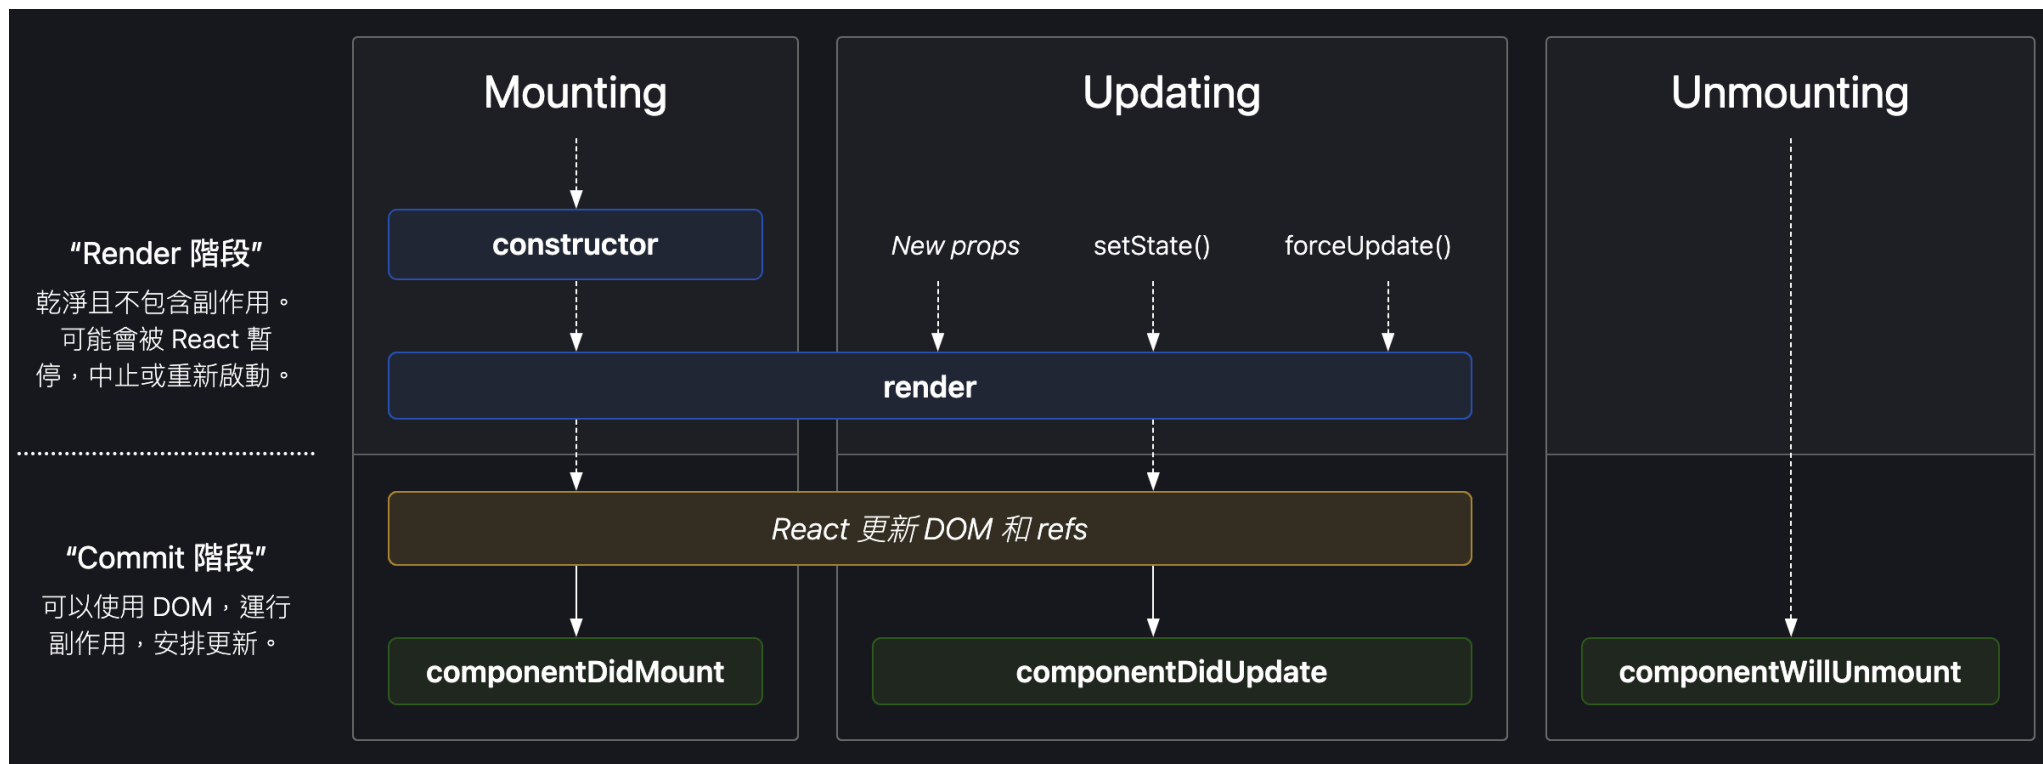 Mounting
Updating
Unmounting
“Render 階段”
乾淨且不包含副作用。
可能會被 React 暫
停，中止或重新啟動。
constructor
New props
setState()
forceUpdate()
render
“Commit 階段”
可以使用 DOM，運行
副作用，安排更新。
React 更新 DOM 和 refs
componentDidMount
componentDidUpdate
componentWillUnmount